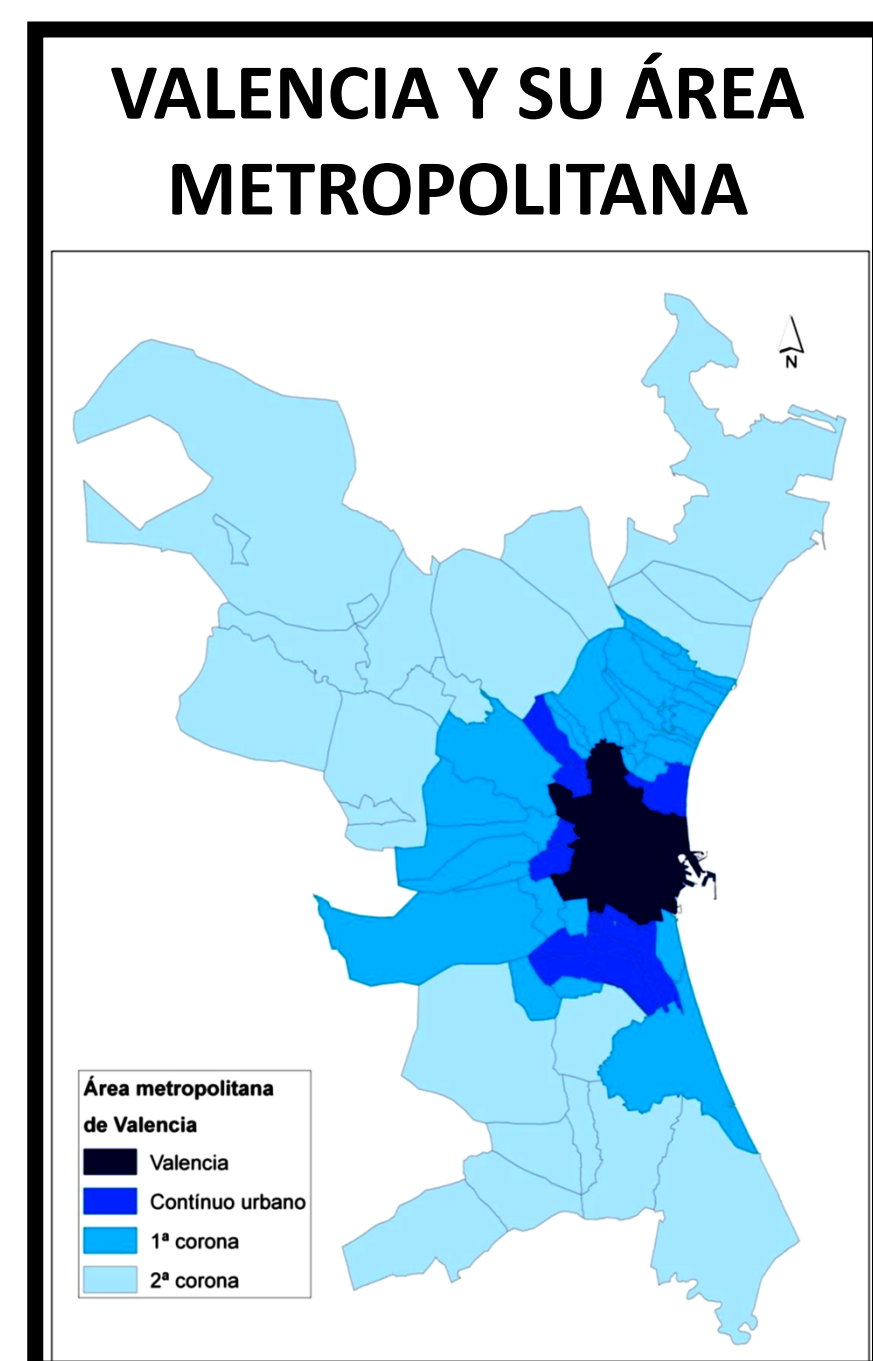 VALENCIA Y SU ÁREA
METROPOLITANA
N
Área metropolitana
de Valencia
Valencia
Contínuo urbano
1ª corona
2ª corona